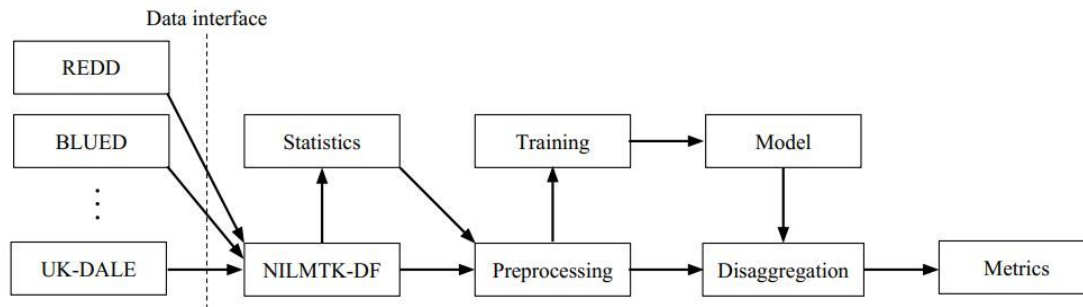 Data interface
REDD
BLUED
Statistics
Training
Model
UK-DALE
NILMTK-DF
Preprocessing
Disaggregation
Metrics